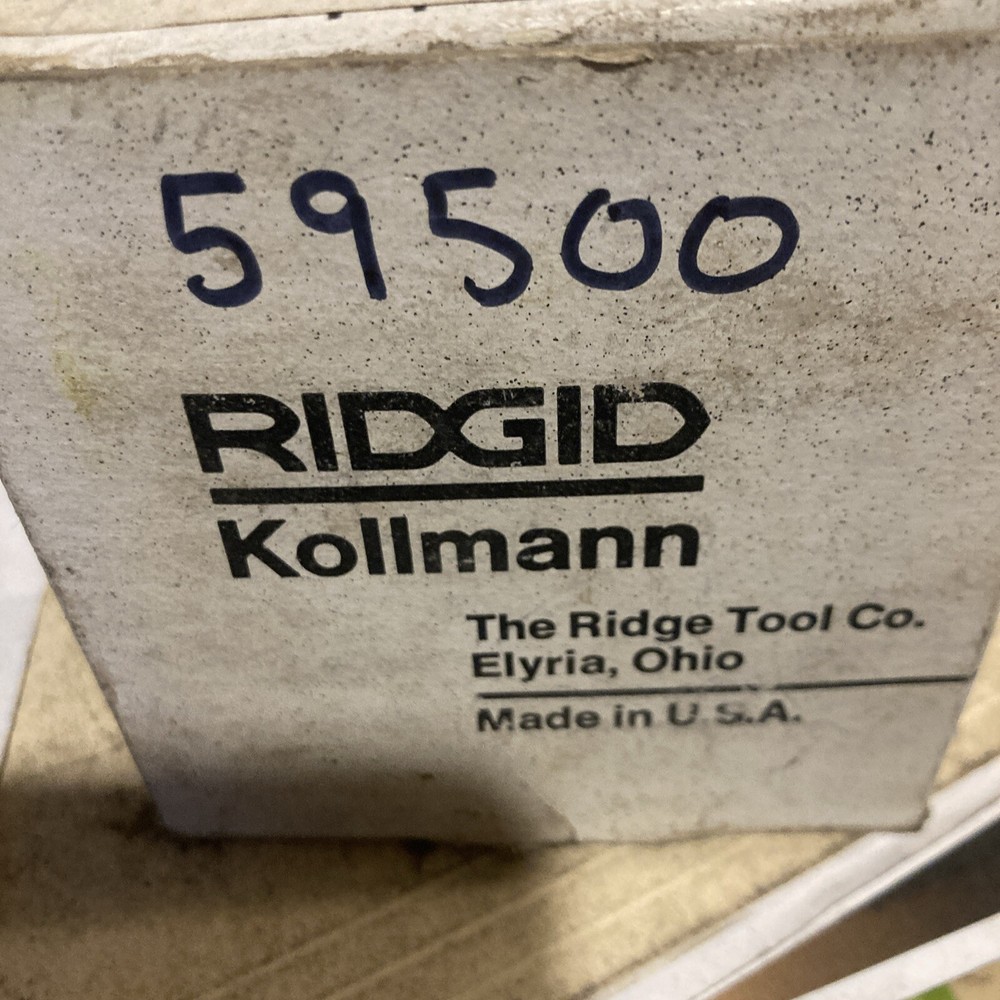 59500
RIDGID
Kollmann
The Ridge Tool Co.
Elyria, Ohio
Made in U.S.A.